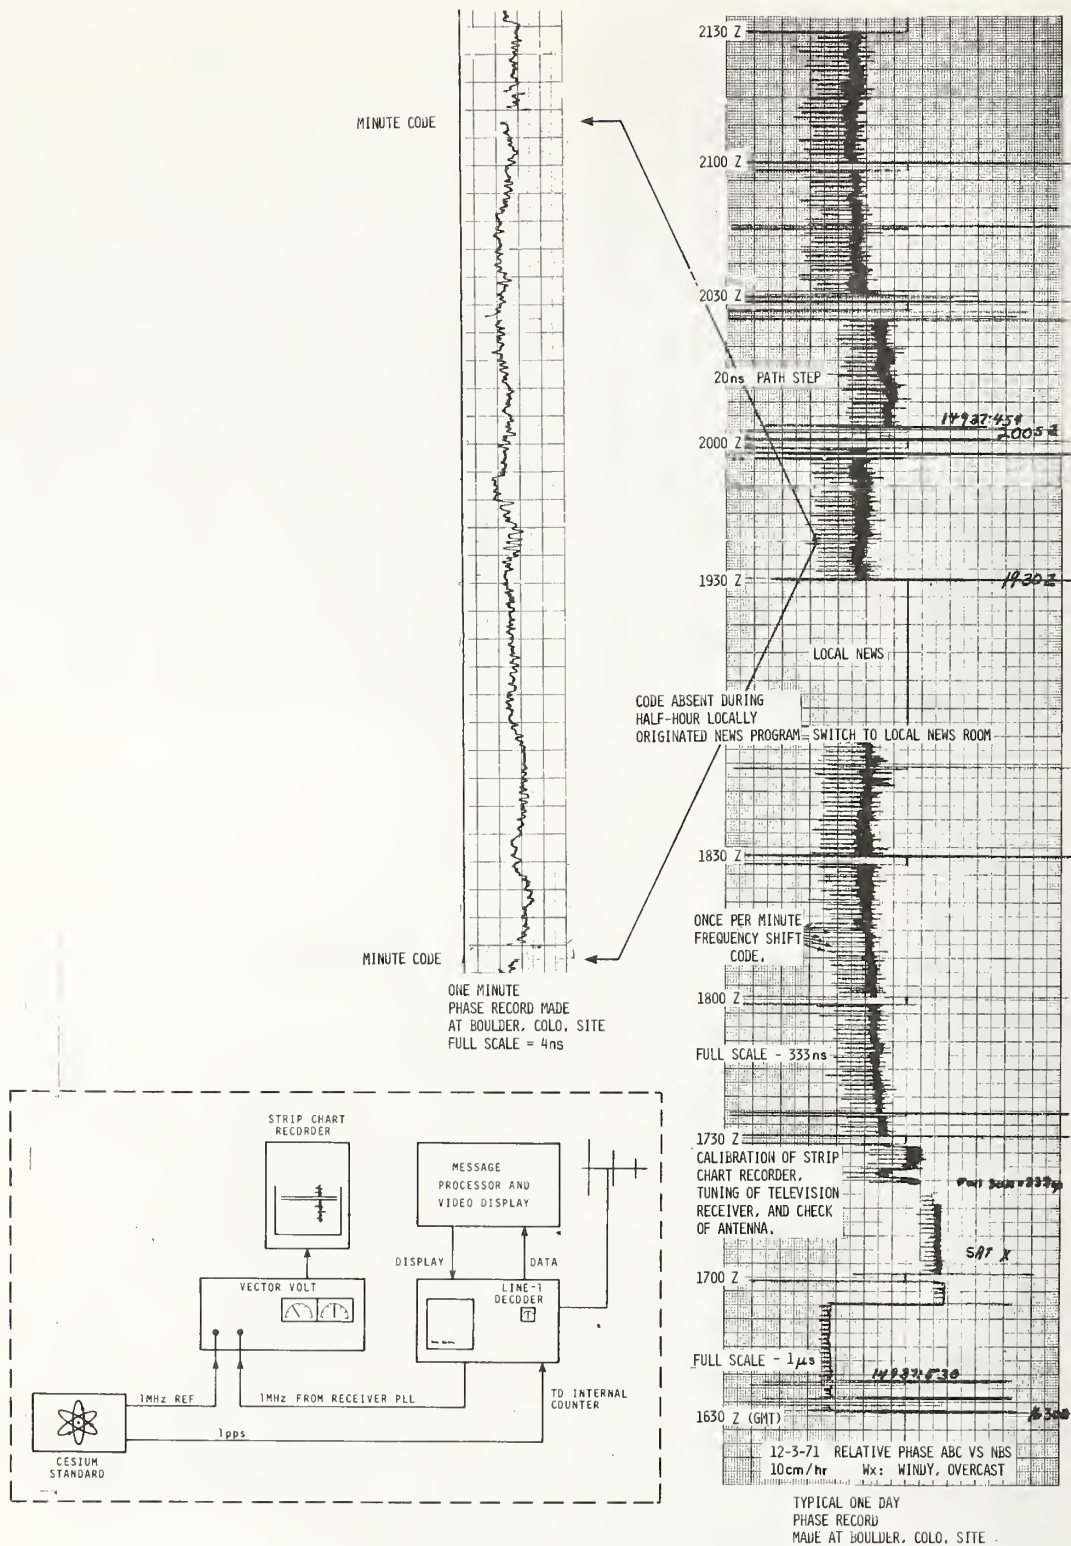 MINUTE CODE
MINUTE CODE
ONE MINUTE
PHASE RECORD MADE
AT BOULDER, COLO. SITE
FULL SCALE = 4ns
2130 Z
2100 Z
2030 Z
20ns PATH STEP
14937:459
2005 Z
2000 Z
1930 Z
1930 Z
LOCAL NEWS
CODE ABSENT DURING
HALF-HOUR LOCALLY
ORIGINATED NEWS PROGRAM
SWITCH TO LOCAL NEWS ROOM
1830 Z
ONCE PER MINUTE
FREQUENCY SHIFT
CODE.
1800 Z
FULL SCALE - 333ns
1730 Z
CALIBRATION OF STRIP
CHART RECORDER,
TUNING OF TELEVISION
RECEIVER, AND CHECK
OF ANTENNA.
SAT X
1700 Z
FULL SCALE - 1μs
14937:530
1630 Z (GMT)
12-3-71 RELATIVE PHASE ABC VS NBS
10cm/hr Wx: WINDY, OVERCAST
TYPICAL ONE DAY
PHASE RECORD
MADE AT BOULDER, COLO. SITE
STRIP CHART
RECORDER
MESSAGE
PROCESSOR AND
VIDEO DISPLAY
DISPLAY
DATA
VECTOR VOLT
LINE-1
DECODER
1MHz REF
1MHz FROM RECEIVER PLL
TO INTERNAL
COUNTER
1pps
CESIUM
STANDARD